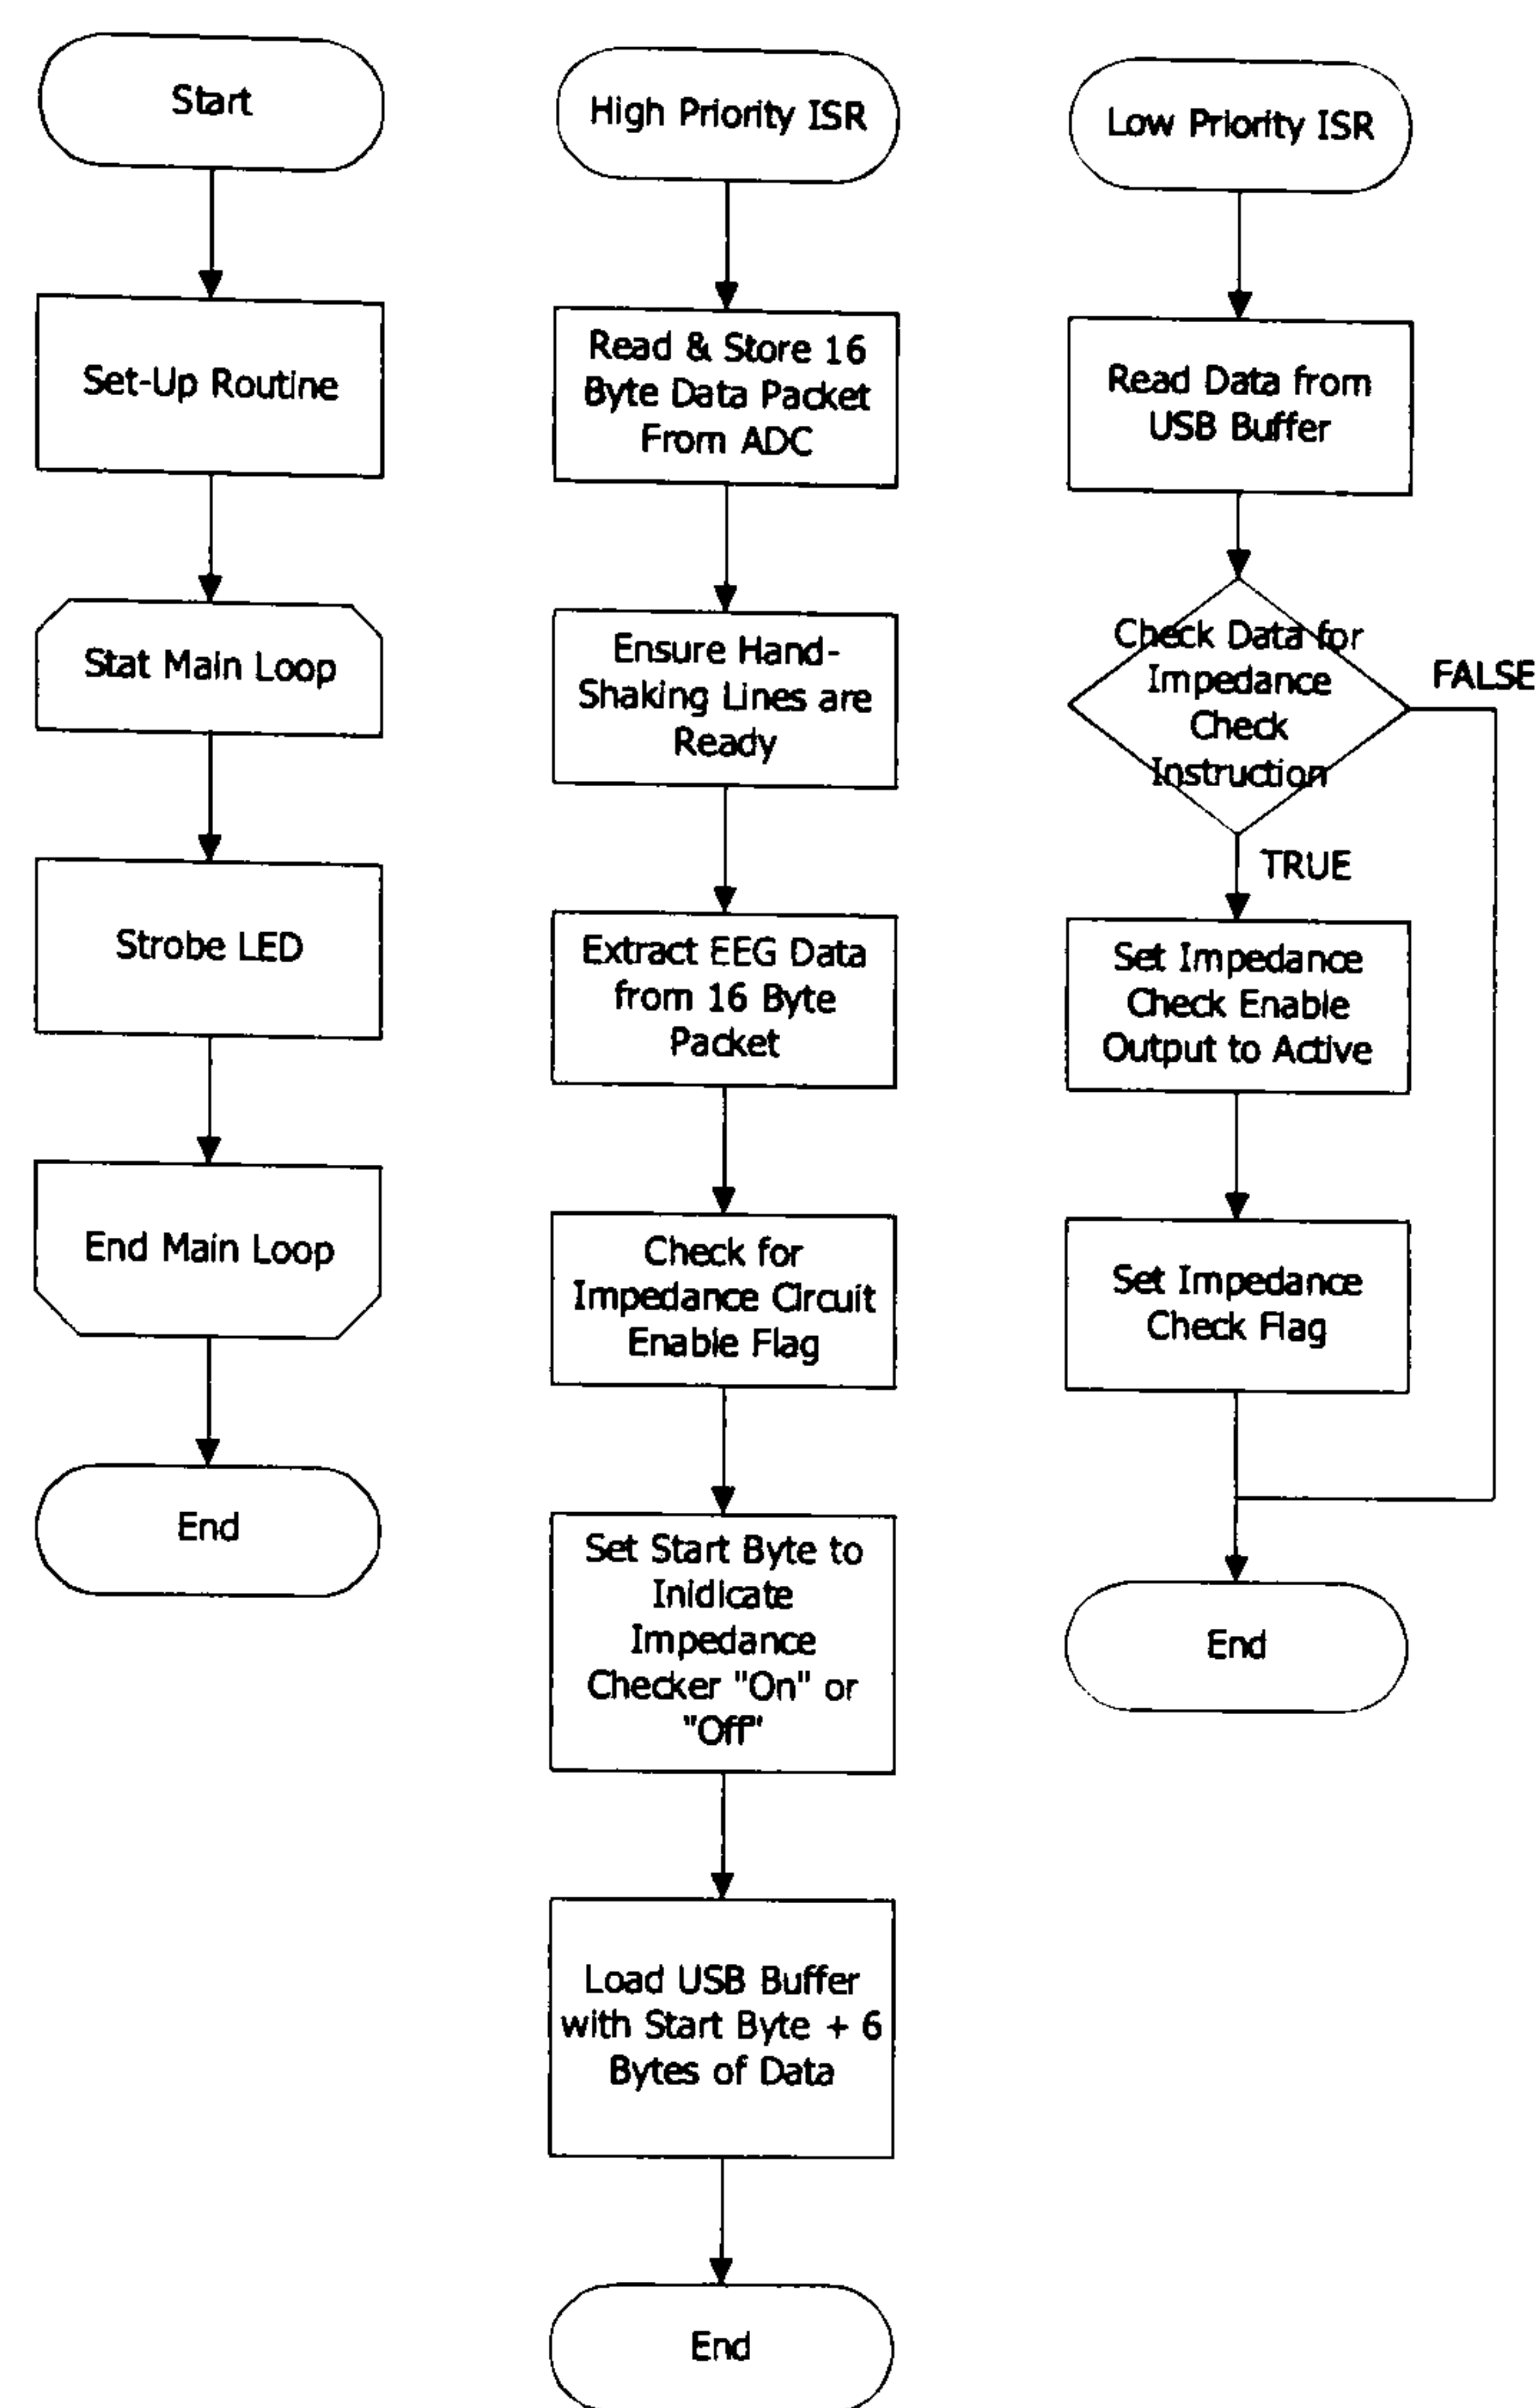 Start
Set-Up Routine
Stat Main Loop
Strobe LED
End Main Loop
End
High Priority ISR
Read & Store 16
Byte Data Packet
From ADC
Ensure Hand-
Shaking Lines are
Ready
Extract EEG Data
from 16 Byte
Packet
Check for
Impedance Circuit
Enable Flag
Set Start Byte to
Inidicate
Impedance
Checker "On" or
"Off"
Load USB Buffer
with Start Byte + 6
Bytes of Data
End
Low Priority ISR
Read Data from
USB Buffer
Check Data for
Impedance
Check
Instruction
FALSE
TRUE
Set Impedance
Check Enable
Output to Active
Set Impedance
Check Flag
End